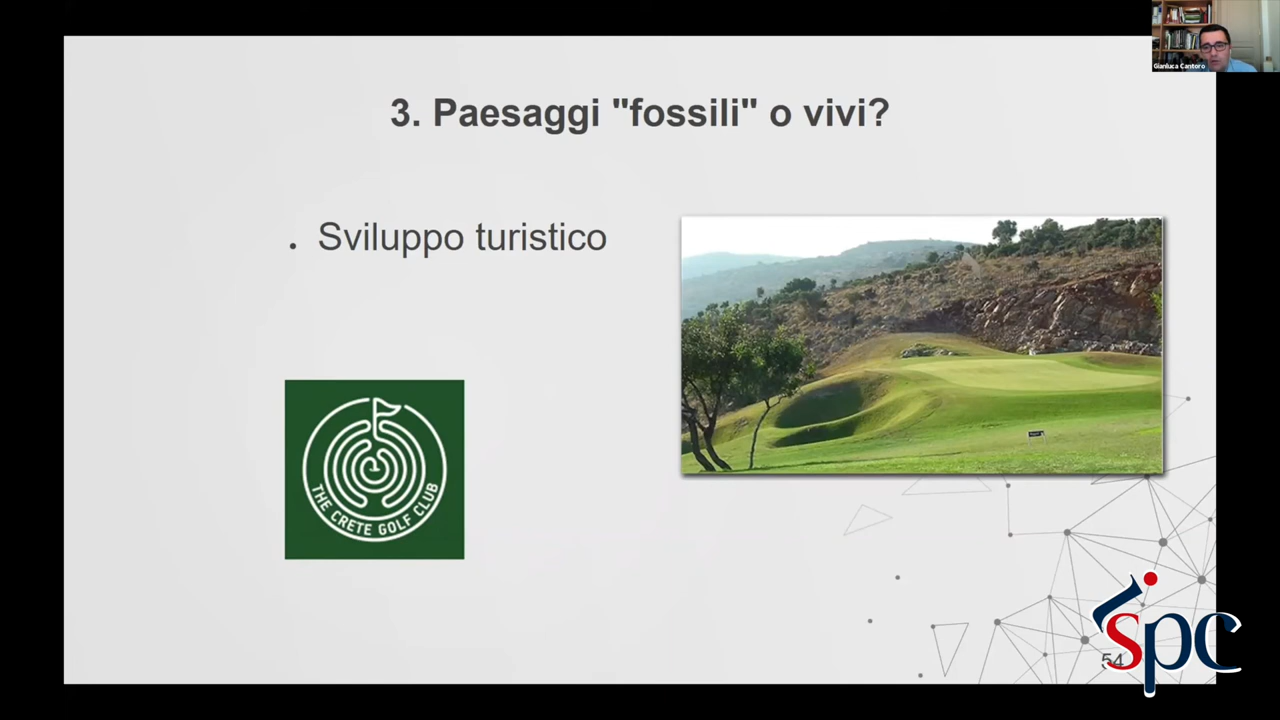 Gianluca Cantoro
3. Paesaggi "fossili" o vivi?
Sviluppo turistico
THE CRETE GOLF CLUB
54
spc